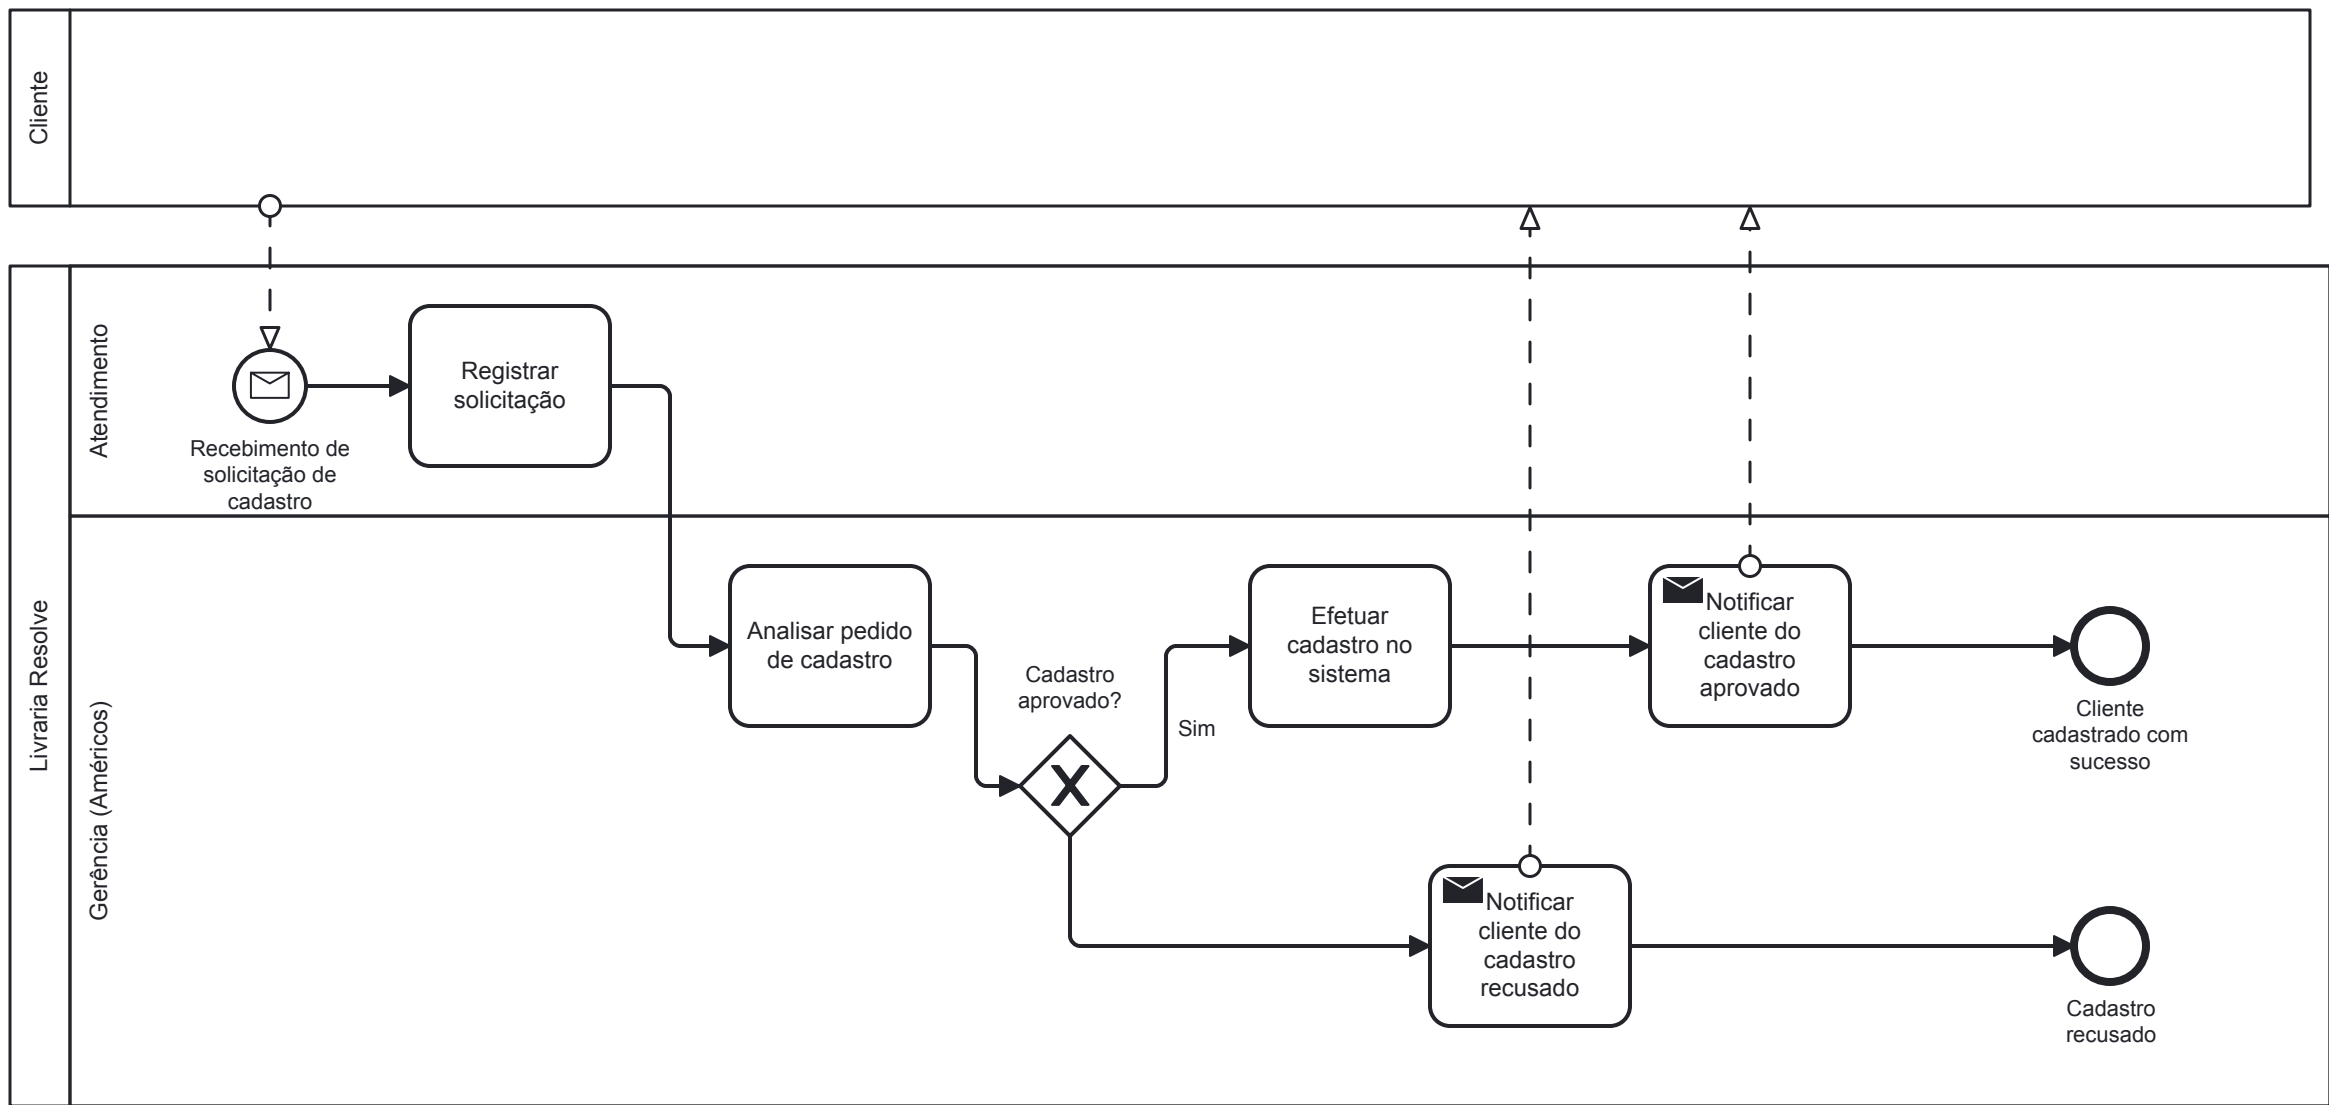 Cliente
Livraria Resolve
Atendimento
Recebimento de
solicitação de
cadastro
Registrar
solicitação
Gerência (Américos)
Analisar pedido
de cadastro
Cadastro
aprovado?
Sim
Efetuar
cadastro no
sistema
Notificar
cliente do
cadastro
aprovado
Cliente
cadastrado com
sucesso
Notificar
cliente do
cadastro
recusado
Cadastro
recusado